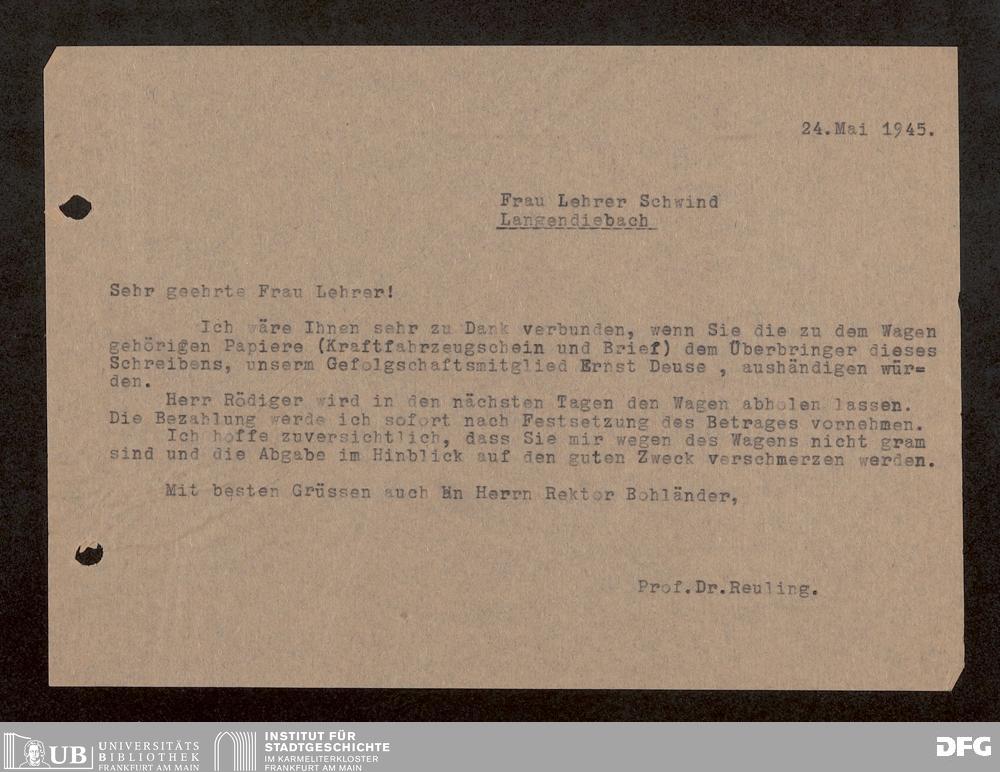 24.Mai 1945.
Frau Lehrer Schwind
Langendiebach
Sehr geehrte Frau Lehrer!
Ich wäre Ihnen sehr zu Dank verbunden, wenn Sie die zu dem Wagen
gehörigen Papiere (Kraftfahrzeugschein und Brief) dem Überbringer dieses
Schreibens, unserm Gefolgschaftsmitglied Ernst Deuse , aushändigen wür=
den.
Herr Rödiger wird in den nächsten Tagen den Wagen abholen lassen.
Die Bezahlung werde ich sofort nach Festsetzung des Betrages vornehmen.
Ich hoffe zuversichtlich, dass Sie mir wegen des Wagens nicht gram
sind und die Abgabe im Hinblick auf den guten Zweck verschmerzen werden.
Mit besten Grüssen auch an Herrn Rektor Bohländer,
Prof.Dr.Reuling.
UB UNIVERSITÄTS
BIBLIOTHEK
FRANKFURT AM MAIN
INSTITUT FÜR
STADTGESCHICHTE
IM KARMELITERKLOSTER
FRANKFURT AM MAIN
DFG